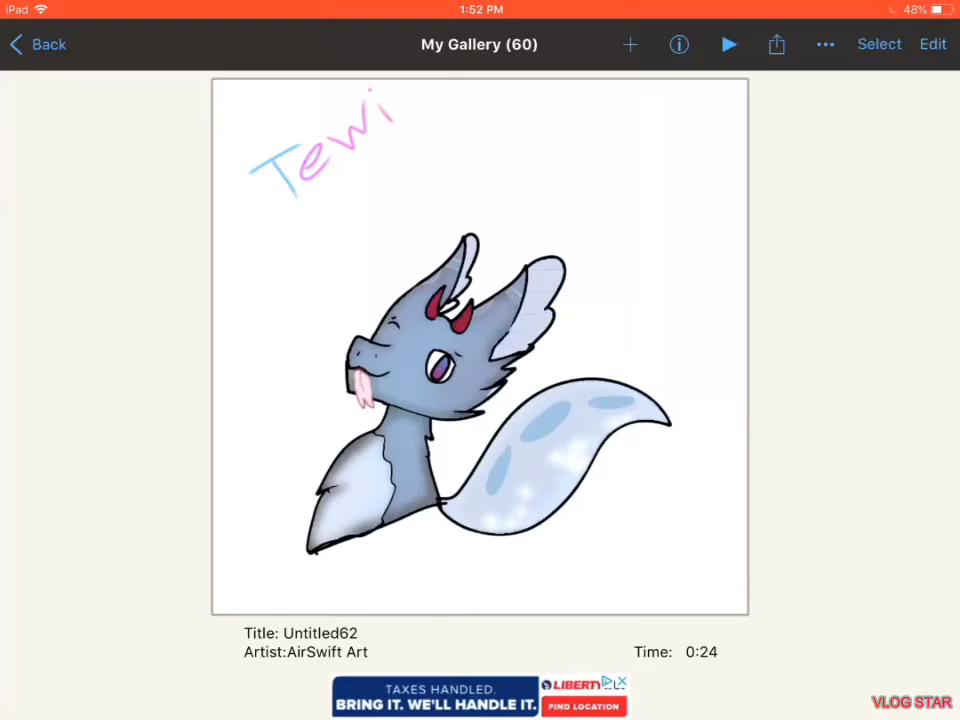 iPad 1:52 PM 48%
Back My Gallery (60) Select Edit
Tewi
Title: Untitled62
Artist:AirSwift Art Time: 0:24
TAXES HANDLED.
BRING IT. WE'LL HANDLE IT.
LIBERTY
FIND LOCATION
VLOG STAR